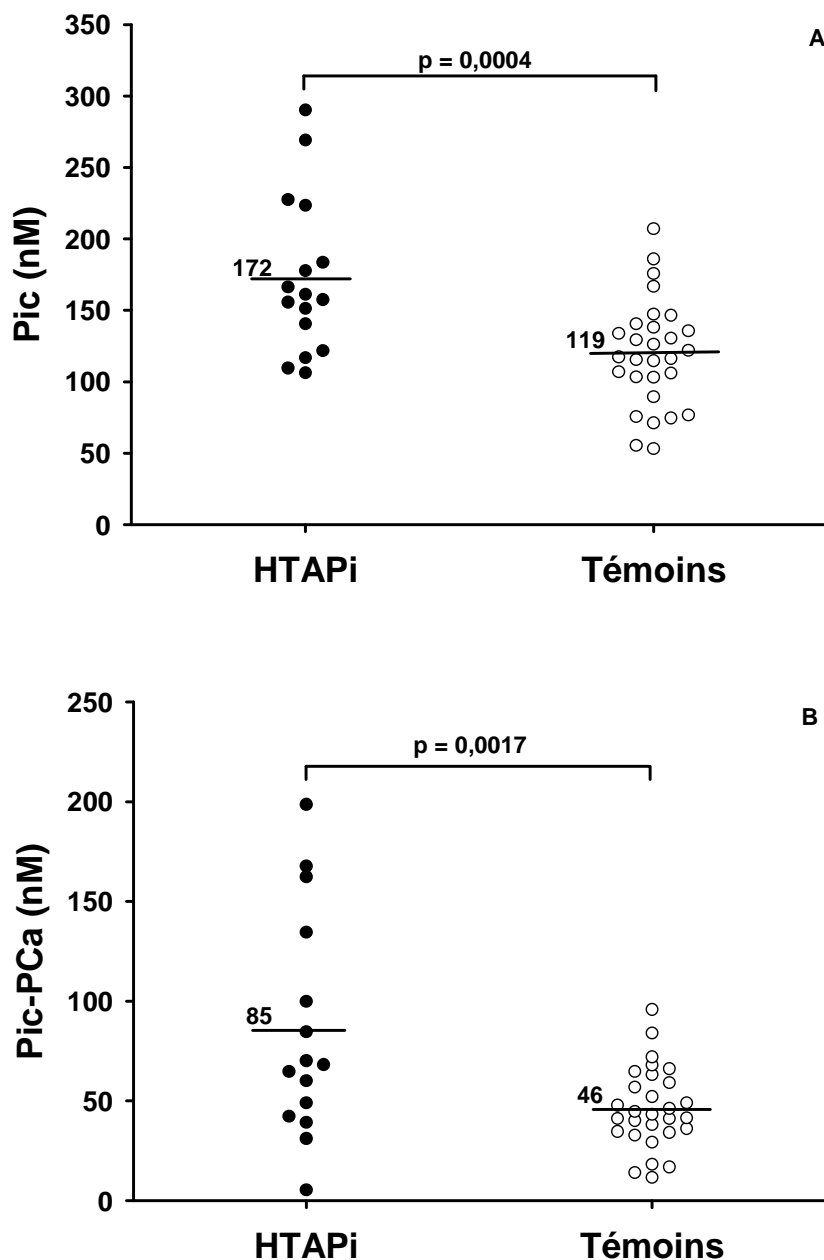 A
350
p = 0,0004
300
250
200
172
150
119
100
50
0
Pic (nM)
HTAPi Témoins
B
250
p = 0,0017
200
150
100
85
50
46
0
Pic-PCa (nM)
HTAPi Témoins